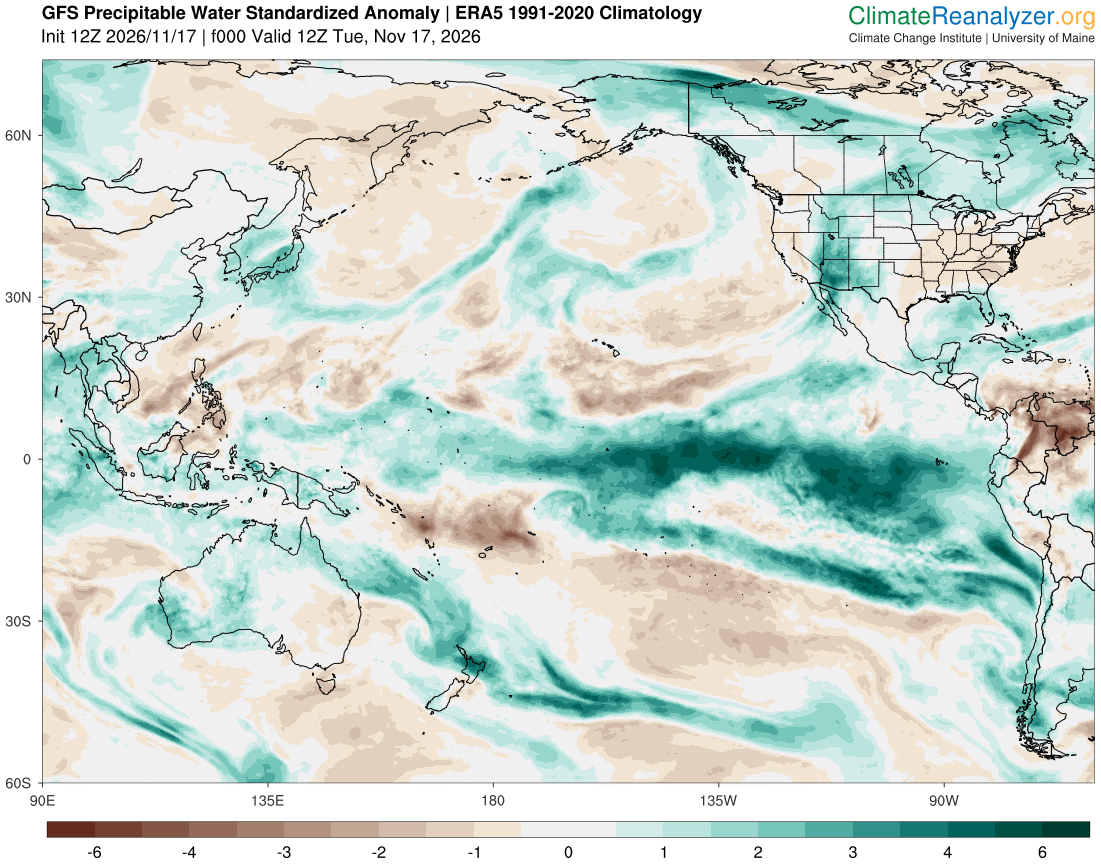 GFS Precipitable Water Standardized Anomaly | ERA5 1991-2020 Climatology
Init 12Z 2026/11/17 | f000 Valid 12Z Tue, Nov 17, 2026
ClimateReanalyzer.org
Climate Change Institute | University of Maine
60N
30N
0
30S
60S
90E 135E 180 135W 90W
-6 -4 -3 -2 -1 0 1 2 3 4 6